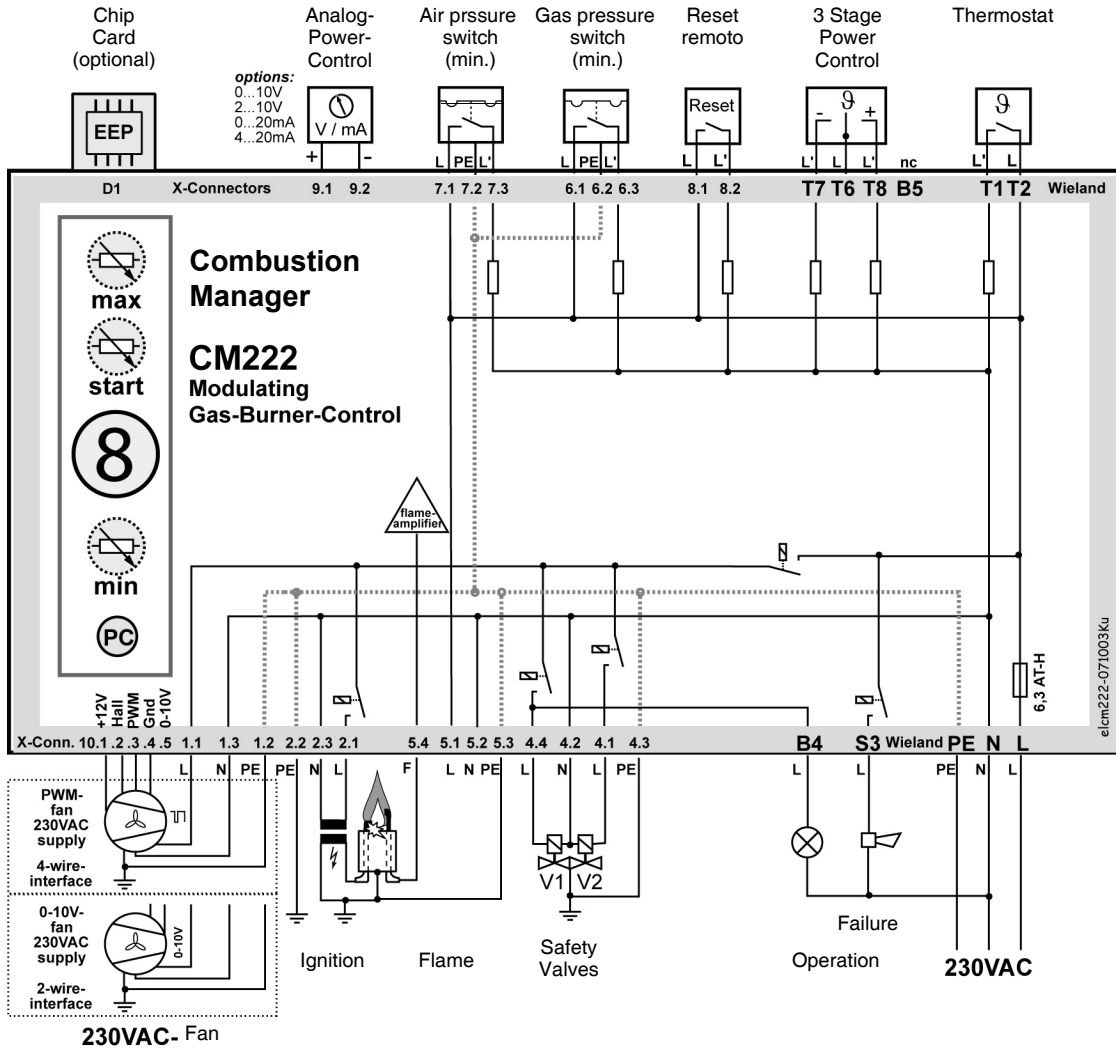 Chip
Card
(optional)
Analog-
Power-
Control
Air prssure
switch
(min.)
Gas pressure
switch
(min.)
Reset
remoto
3 Stage
Power
Control
Thermostat
options:
0...10V
2...10V
0...20mA
4...20mA
EEP
V / mA
Reset
ϑ
- +
ϑ
+ -
L PE L'
L PE L'
L L'
L' L L' nc
L' L
D1 X-Connectors 9.1 9.2 7.1 7.2 7.3 6.1 6.2 6.3 8.1 8.2 T7 T6 T8 B5 T1 T2 Wieland
max
start
8
min
PC
Combustion
Manager
CM222
Modulating
Gas-Burner-Control
flame-
amplifier
6,3 AT-H
elcm222-071003Ku
+12V
Hall
PWM
Gnd
0-10V
X-Conn. 10.1 .2 .3 .4 .5 1.1 1.3 1.2 2.2 2.3 2.1 5.4 5.1 5.2 5.3 4.4 4.2 4.1 4.3 B4 S3 Wieland PE N L
L N PE PE N L F L N PE L N L PE L L PE N L
PWM-
fan
230VAC
supply
4-wire-
interface
0-10V-
fan
230VAC
supply
2-wire-
interface
0-10V
V1 V2
Ignition
Flame
Safety
Valves
Operation
Failure
230VAC
230VAC- Fan